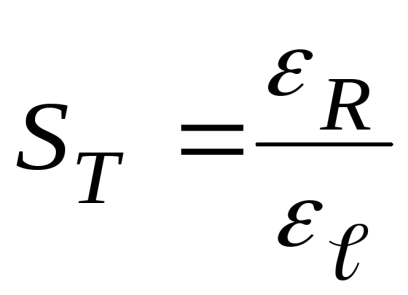 S_T = ε_R / ε_ℓ